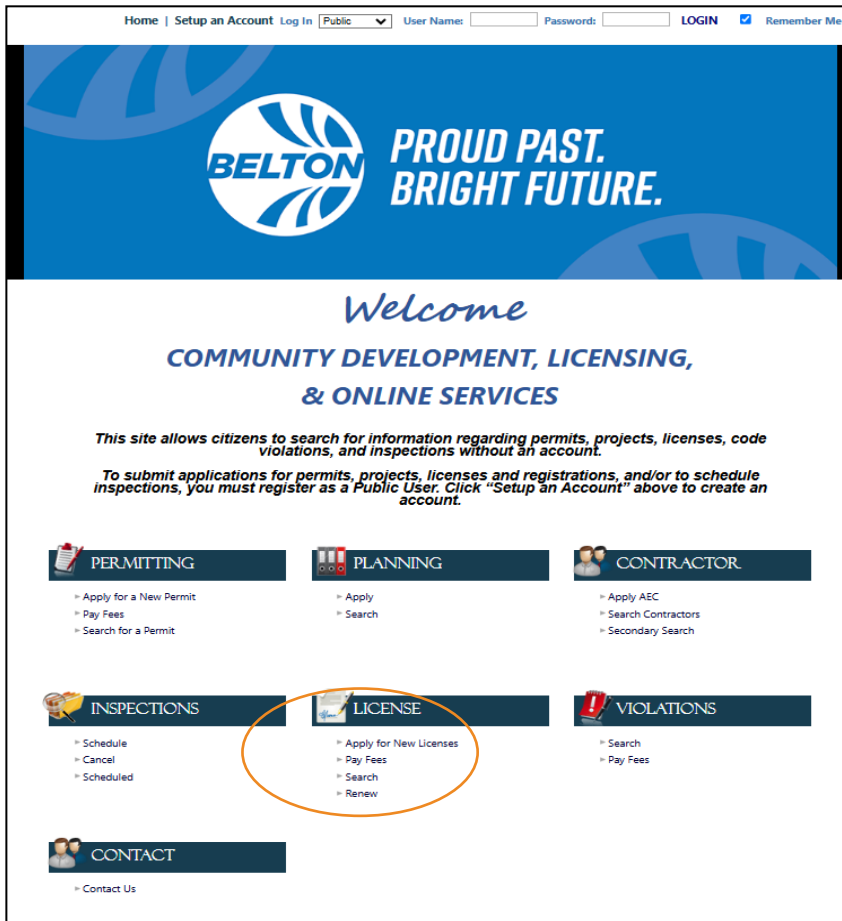 Home | Setup an Account Log In Public User Name: Password: LOGIN Remember Me
BELTON
PROUD PAST.
BRIGHT FUTURE.
Welcome
COMMUNITY DEVELOPMENT, LICENSING,
& ONLINE SERVICES
This site allows citizens to search for information regarding permits, projects, licenses, code
violations, and inspections without an account.
To submit applications for permits, projects, licenses and registrations, and/or to schedule
inspections, you must register as a Public User. Click “Setup an Account” above to create an
account.
PERMITTING
Apply for a New Permit
Pay Fees
Search for a Permit
PLANNING
Apply
Search
CONTRACTOR
Apply AEC
Search Contractors
Secondary Search
INSPECTIONS
Schedule
Cancel
Scheduled
LICENSE
Apply for New Licenses
Pay Fees
Search
Renew
VIOLATIONS
Search
Pay Fees
CONTACT
Contact Us